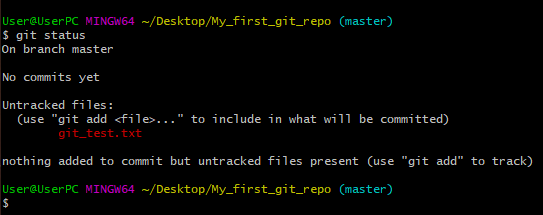 User@UserPC MINGW64 ~/Desktop/My_first_git_repo (master)
$ git status
On branch master
No commits yet
Untracked files:
(use "git add <file>..." to include in what will be committed)
git_test.txt
nothing added to commit but untracked files present (use "git add" to track)
User@UserPC MINGW64 ~/Desktop/My_first_git_repo (master)
$